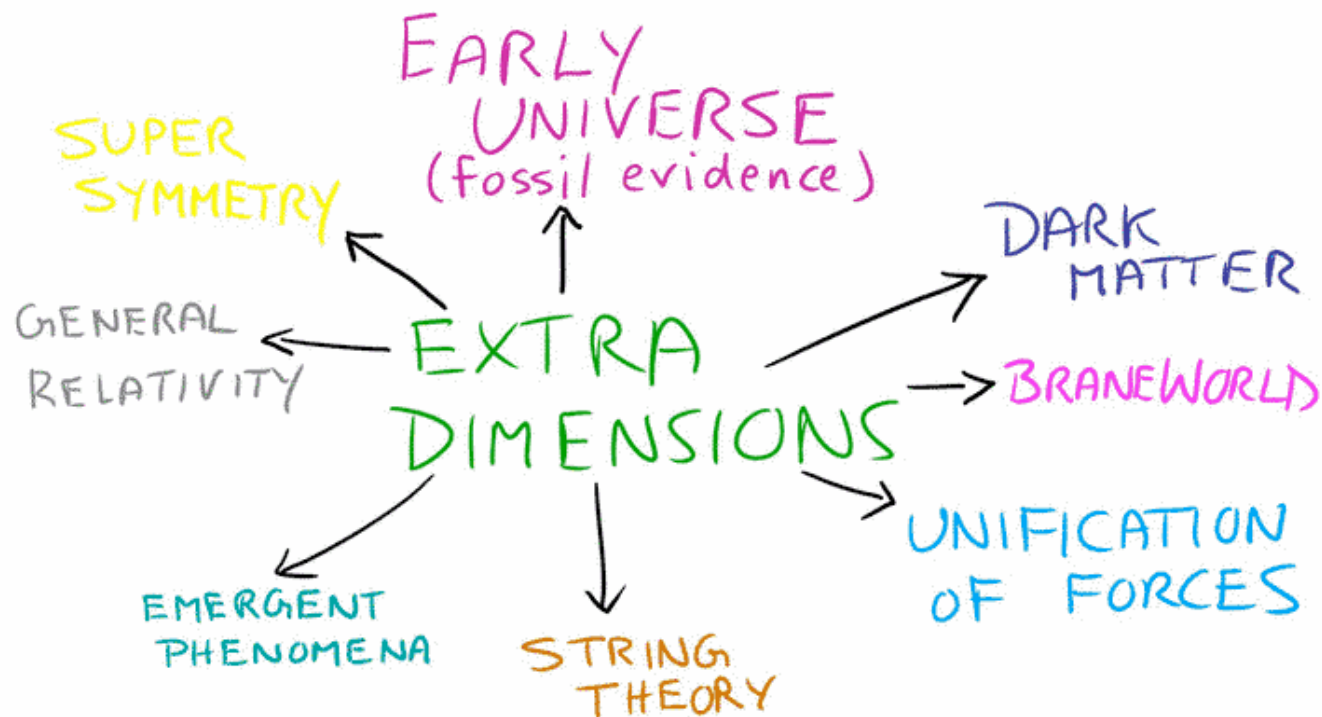 EARLY
UNIVERSE
(fossil evidence)
SUPER
SYMMETRY
DARK
MATTER
GENERAL
RELATIVITY
EXTRA
DIMENSIONS
BRANEWORLD
UNIFICATION
OF FORCES
EMERGENT
PHENOMENA
STRING
THEORY